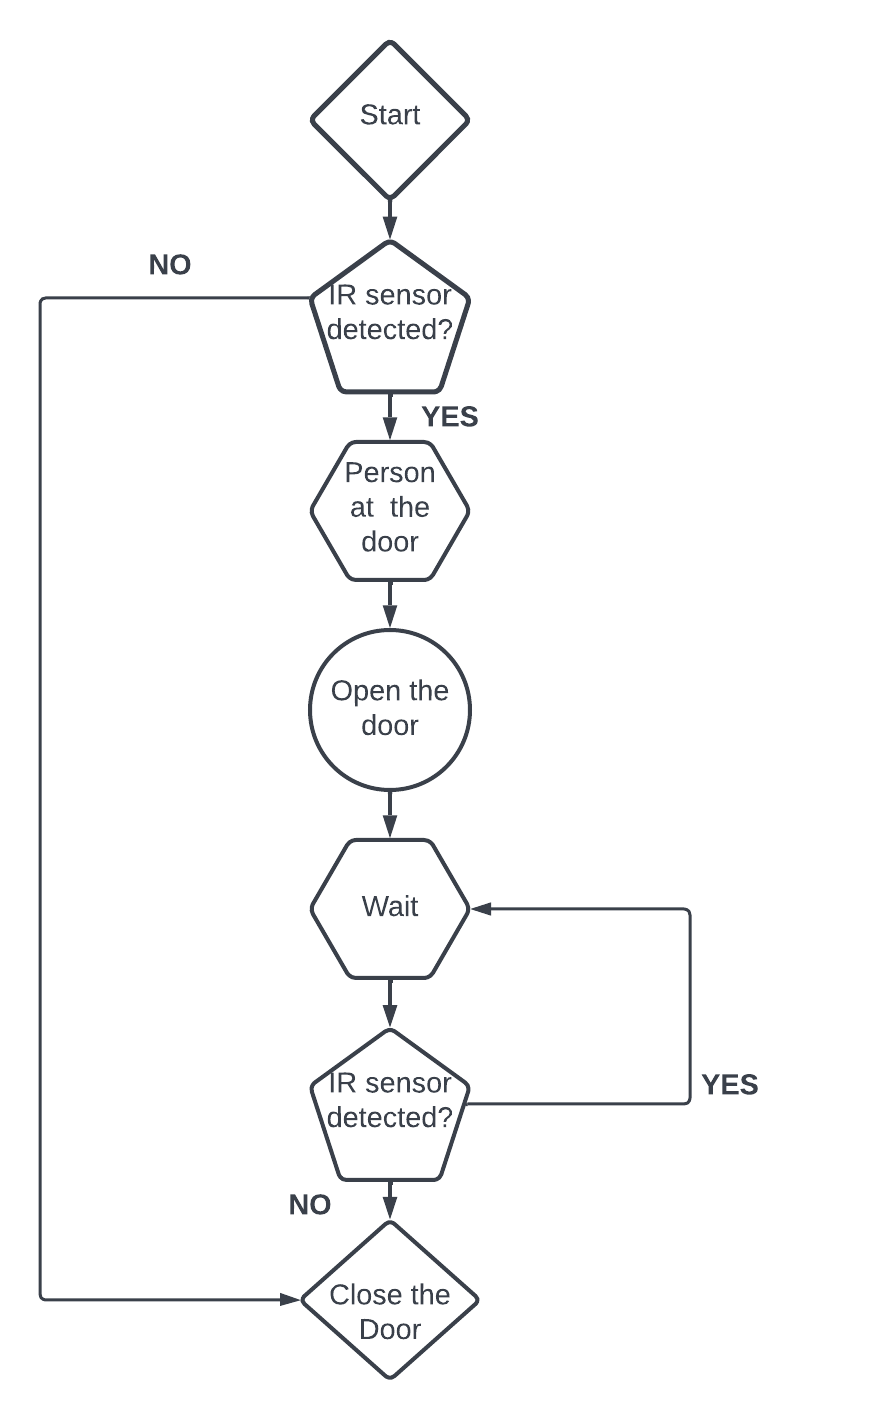 Start
NO
IR sensor
detected?
YES
Person
at  the
door
Open the
door
Wait
IR sensor
detected?
YES
NO
Close the
Door